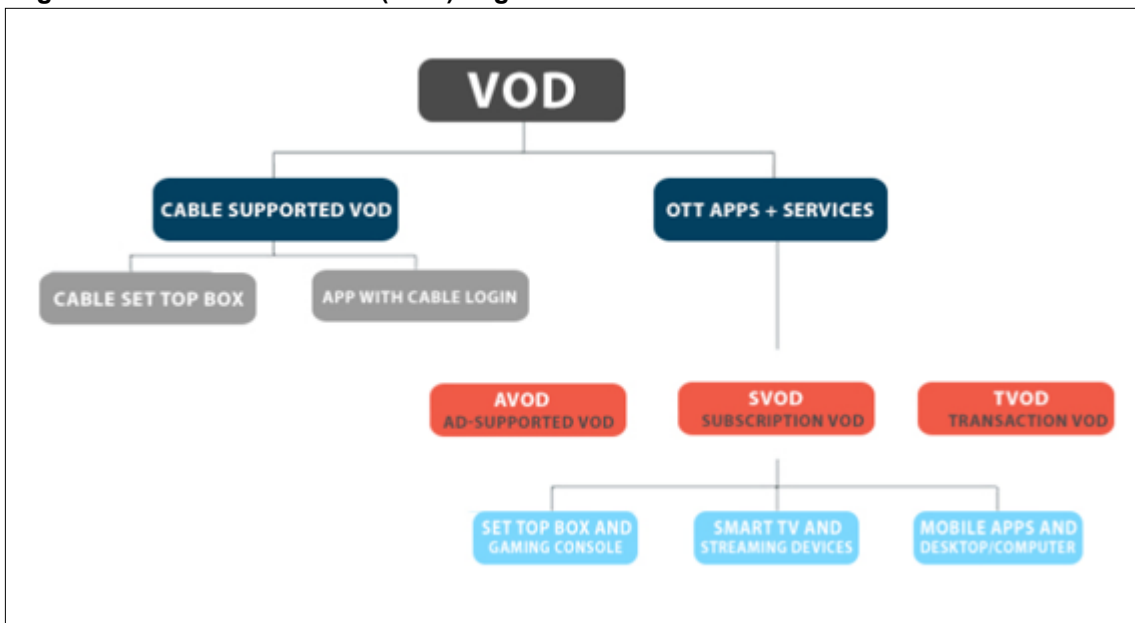 VOD
CABLE SUPPORTED VOD
OTT APPS + SERVICES
CABLE SET TOP BOX
APP WITH CABLE LOGIN
AVOD
AD-SUPPORTED VOD
SVOD
SUBSCRIPTION VOD
TVOD
TRANSACTION VOD
SET TOP BOX AND
GAMING CONSOLE
SMART TV AND
STREAMING DEVICES
MOBILE APPS AND
DESKTOP/COMPUTER